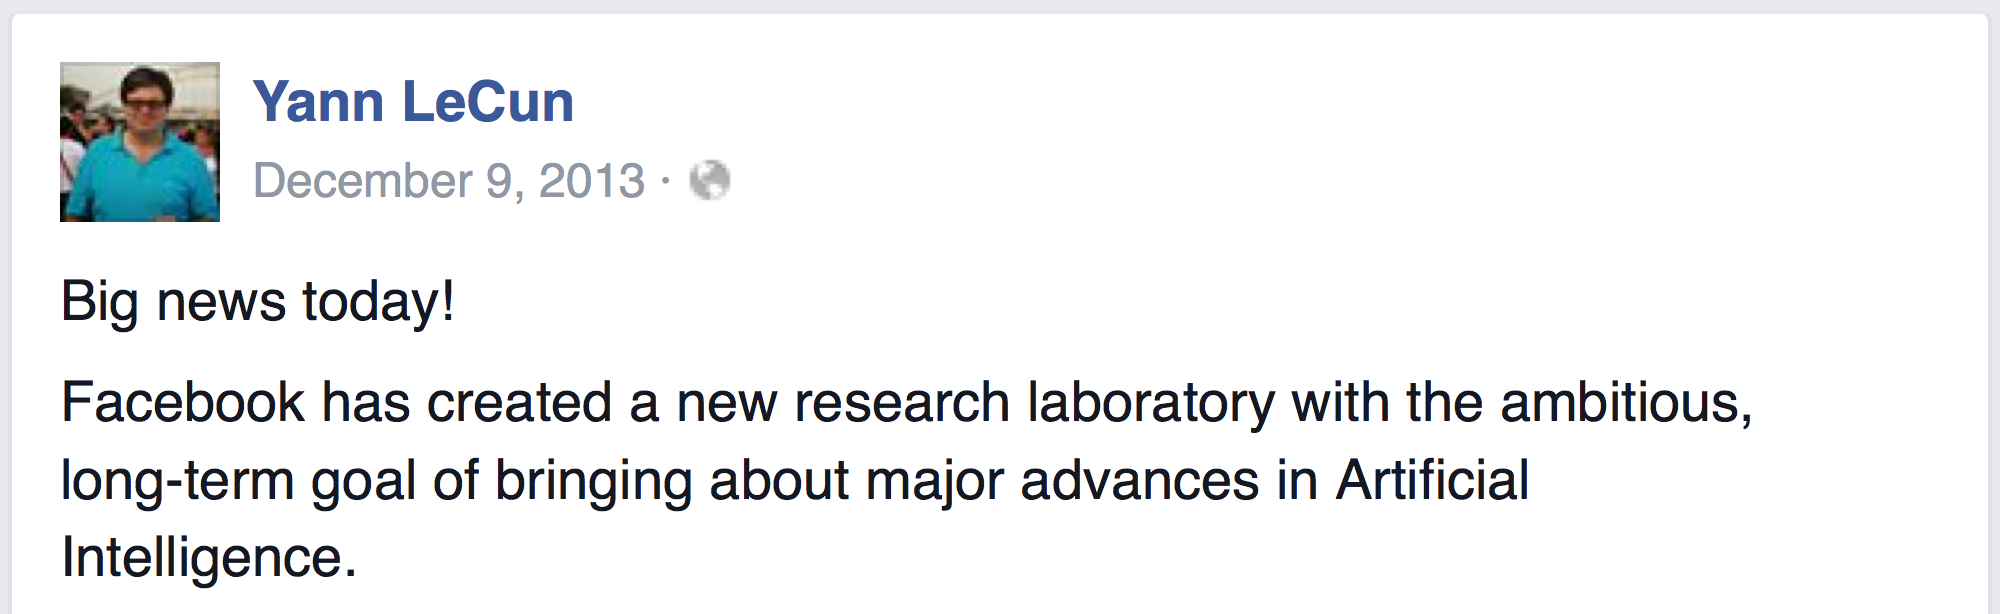 Yann LeCun
December 9, 2013 ·
Big news today!
Facebook has created a new research laboratory with the ambitious,
long-term goal of bringing about major advances in Artificial
Intelligence.